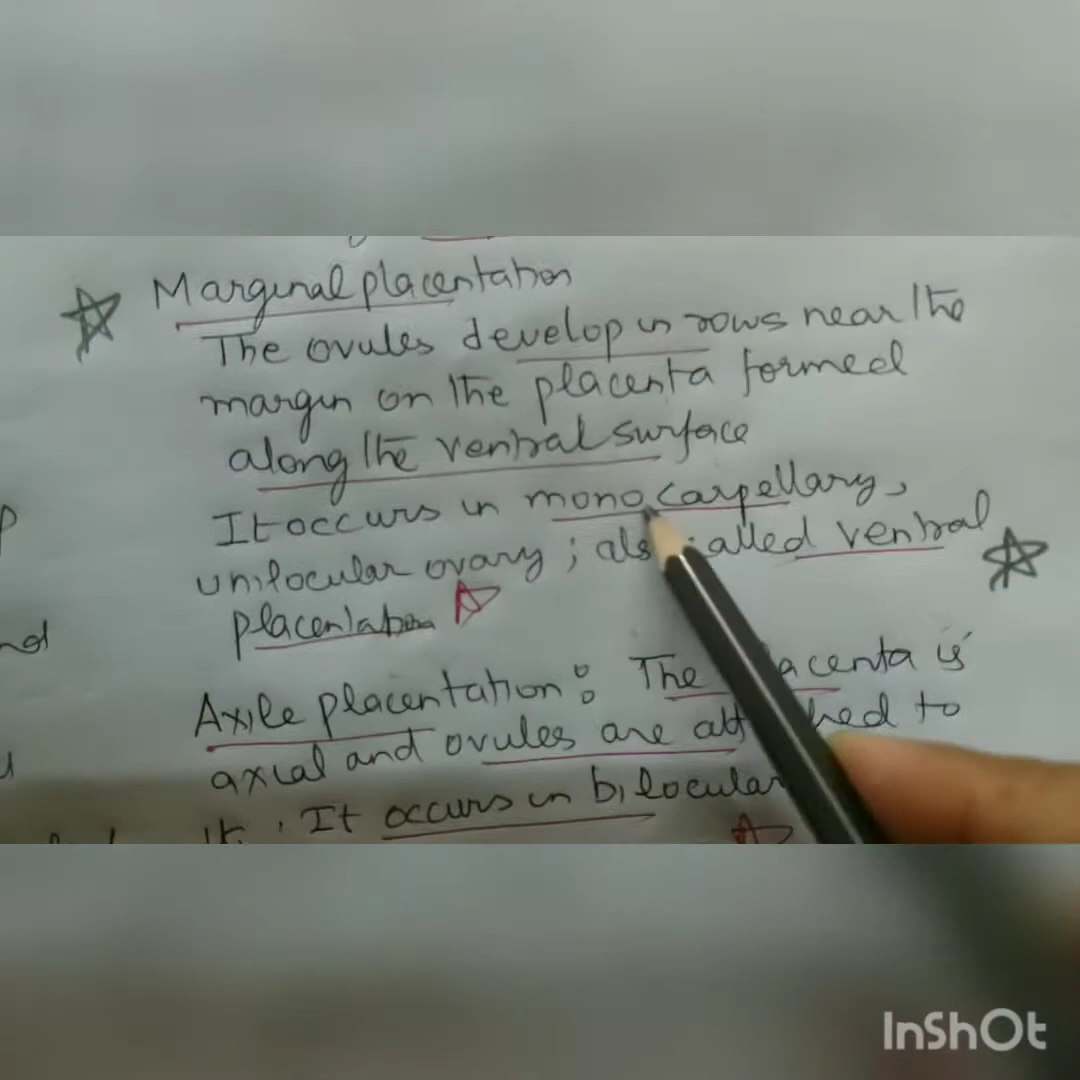 Marginal placentation
The ovules develop in rows near the
margin on the placenta formed
along the ventral surface
It occurs in monocarpellary,
unilocular ovary; also called ventral
placentation
Axile placentation: The placenta is
axial and ovules are attached to
it. It occurs in bilocular
InShOt